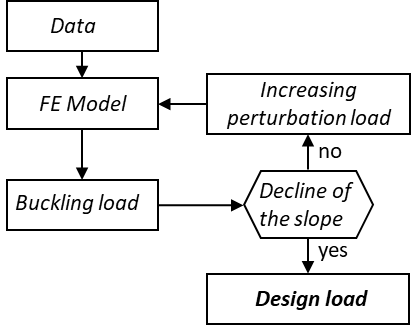 Data
FE Model
Increasing
perturbation load
no
Buckling load
Decline of
the slope
yes
Design load